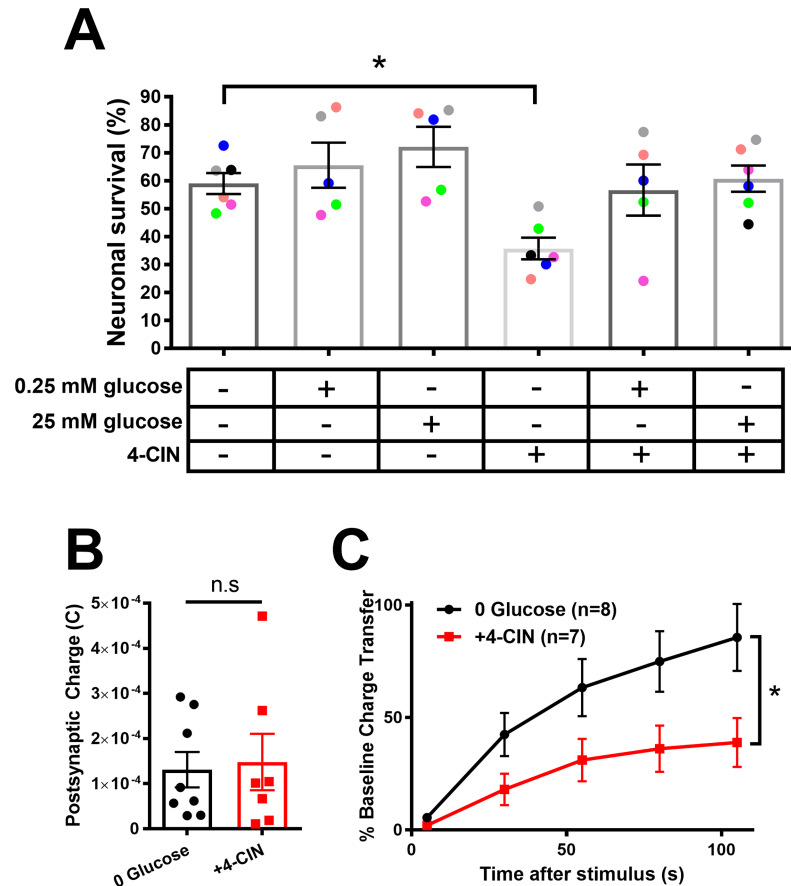 A
*
Neuronal survival (%)
90
80
70
60
50
40
30
20
10
0
0.25 mM glucose - + - - + -
25 mM glucose - - + - - +
4-CIN - - - + + +
B
n.s
Postsynaptic Charge (C)
5×10⁻⁴
4×10⁻⁴
3×10⁻⁴
2×10⁻⁴
1×10⁻⁴
0
0 Glucose
+4-CIN
C
0 Glucose (n=8)
+4-CIN (n=7)
*
% Baseline Charge Transfer
100
50
0
0 50 100
Time after stimulus (s)